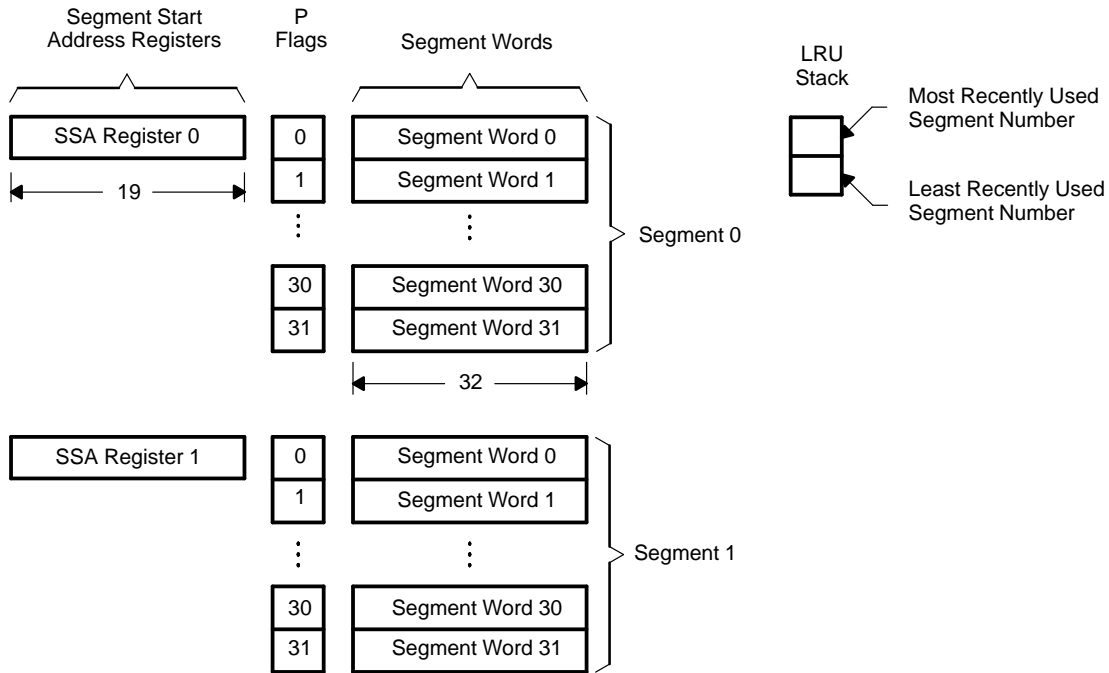 Segment Start
Address Registers
P
Flags
Segment Words
LRU
Stack
Most Recently Used
Segment Number
Least Recently Used
Segment Number
SSA Register 0
19
0
Segment Word 0
1
Segment Word 1
30
Segment Word 30
31
Segment Word 31
Segment 0
32
SSA Register 1
0
Segment Word 0
1
Segment Word 1
30
Segment Word 30
31
Segment Word 31
Segment 1